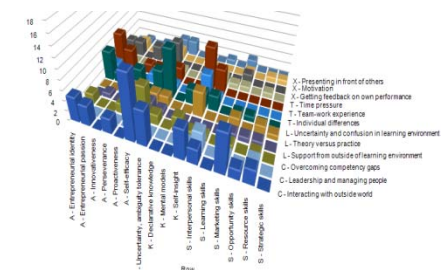 18
16
14
12
10
8
6
4
2
0
X - Presenting in front of others
X - Motivation
X - Getting feedback on own performance
T - Time pressure
T - Team-work experience
T - Individual differences
L - Uncertainty and confusion in learning environment
L - Theory versus practice
L - Support from outside of learning environment
C - Overcoming competency gaps
C - Leadership and managing people
C - Interacting with outside world
A - Entrepreneurial identity
A - Entrepreneurial passion
A - Innovativeness
A - Perseverance
A - Proactiveness
A - Self-efficacy
- Uncertainty, ambiguity tolerance
K - Declarative knowledge
K - Mental models
K - Self-insight
S - Interpersonal skills
S - Learning skills
S - Marketing skills
S - Opportunity skills
S - Resource skills
S - Strategic skills